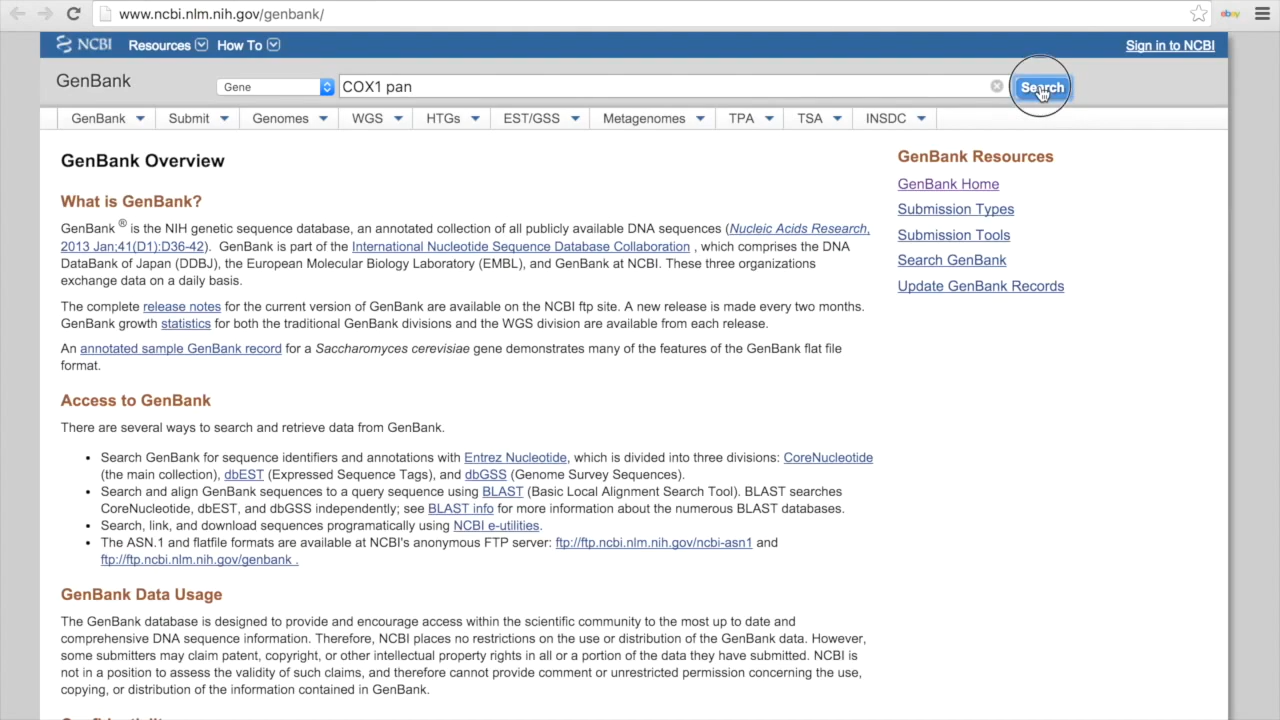 www.ncbi.nlm.nih.gov/genbank/
ebay
NCBI Resources How To Sign in to NCBI
GenBank Gene COX1 pan Search
GenBank Submit Genomes WGS HTGs EST/GSS Metagenomes TPA TSA INSDC
GenBank Overview
What is GenBank?
GenBank ® is the NIH genetic sequence database, an annotated collection of all publicly available DNA sequences (Nucleic Acids Research,
2013 Jan;41(D1):D36-42). GenBank is part of the International Nucleotide Sequence Database Collaboration , which comprises the DNA
DataBank of Japan (DDBJ), the European Molecular Biology Laboratory (EMBL), and GenBank at NCBI. These three organizations
exchange data on a daily basis.
The complete release notes for the current version of GenBank are available on the NCBI ftp site. A new release is made every two months.
GenBank growth statistics for both the traditional GenBank divisions and the WGS division are available from each release.
An annotated sample GenBank record for a Saccharomyces cerevisiae gene demonstrates many of the features of the GenBank flat file
format.
Access to GenBank
There are several ways to search and retrieve data from GenBank.
• Search GenBank for sequence identifiers and annotations with Entrez Nucleotide, which is divided into three divisions: CoreNucleotide
(the main collection), dbEST (Expressed Sequence Tags), and dbGSS (Genome Survey Sequences).
• Search and align GenBank sequences to a query sequence using BLAST (Basic Local Alignment Search Tool). BLAST searches
CoreNucleotide, dbEST, and dbGSS independently; see BLAST info for more information about the numerous BLAST databases.
• Search, link, and download sequences programatically using NCBI e-utilities.
• The ASN.1 and flatfile formats are available at NCBI's anonymous FTP server: ftp://ftp.ncbi.nlm.nih.gov/ncbi-asn1 and
ftp://ftp.ncbi.nlm.nih.gov/genbank .
GenBank Data Usage
The GenBank database is designed to provide and encourage access within the scientific community to the most up to date and
comprehensive DNA sequence information. Therefore, NCBI places no restrictions on the use or distribution of the GenBank data. However,
some submitters may claim patent, copyright, or other intellectual property rights in all or a portion of the data they have submitted. NCBI is
not in a position to assess the validity of such claims, and therefore cannot provide comment or unrestricted permission concerning the use,
copying, or distribution of the information contained in GenBank.
GenBank Resources
GenBank Home
Submission Types
Submission Tools
Search GenBank
Update GenBank Records